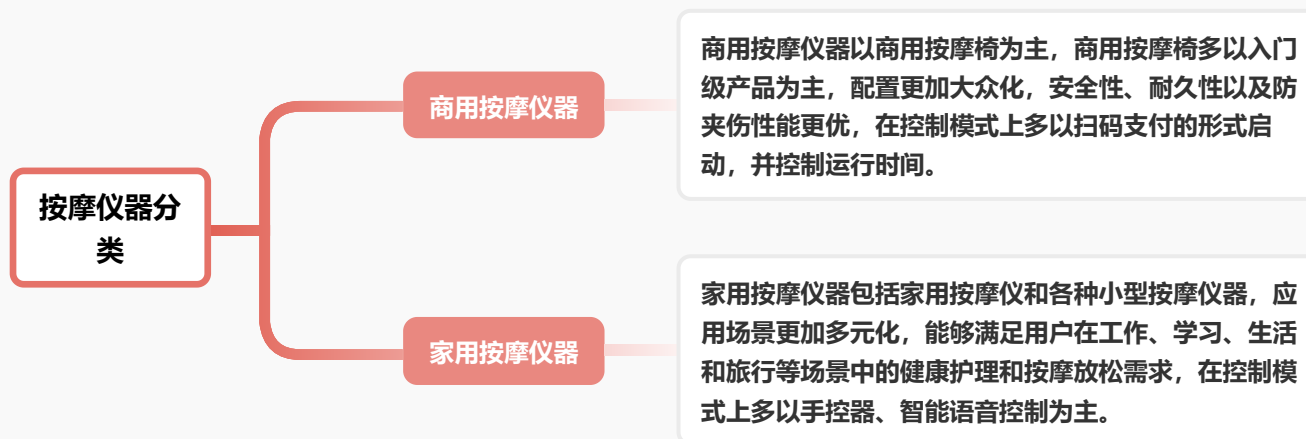 按摩仪器分
类
商用按摩仪器
商用按摩仪器以商用按摩椅为主，商用按摩椅多以入门
级产品为主，配置更加大众化，安全性、耐久性以及防
夹伤性能更优，在控制模式上多以扫码支付的形式启
动，并控制运行时间。
家用按摩仪器
家用按摩仪器包括家用按摩仪和各种小型按摩仪器，应
用场景更加多元化，能够满足用户在工作、学习、生活
和旅行等场景中的健康护理和按摩放松需求，在控制模
式上多以手控器、智能语音控制为主。